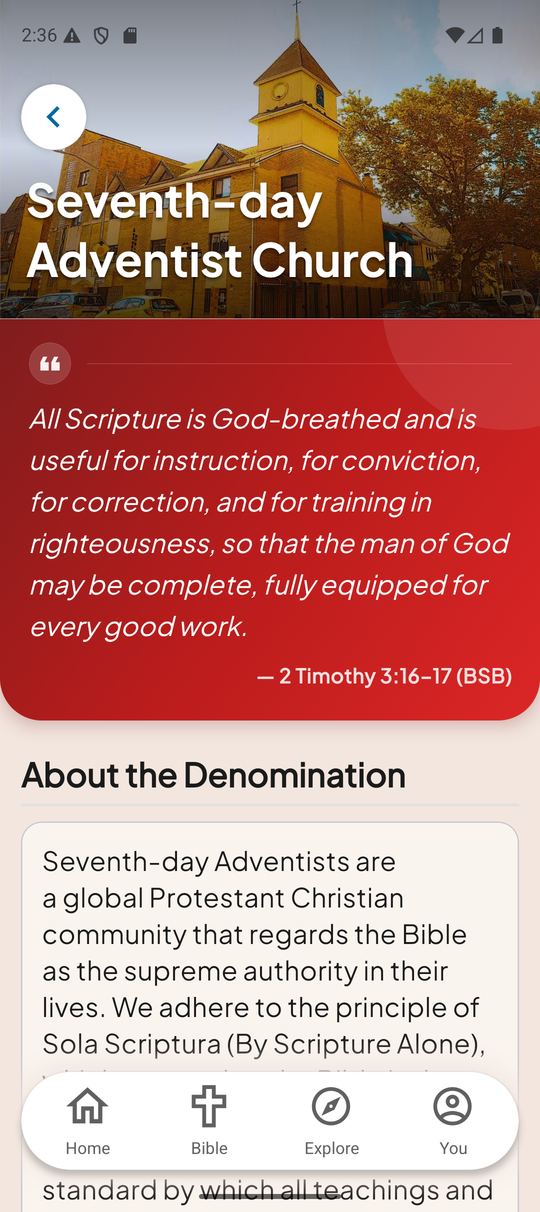 2:36
Seventh-day
Adventist Church
❝
All Scripture is God-breathed and is
useful for instruction, for conviction,
for correction, and for training in
righteousness, so that the man of God
may be complete, fully equipped for
every good work.
— 2 Timothy 3:16–17 (BSB)
About the Denomination
Seventh-day Adventists are
a global Protestant Christian
community that regards the Bible
as the supreme authority in their
lives. We adhere to the principle of
Sola Scriptura (By Scripture Alone),
Home Bible Explore You
standard by which all teachings and